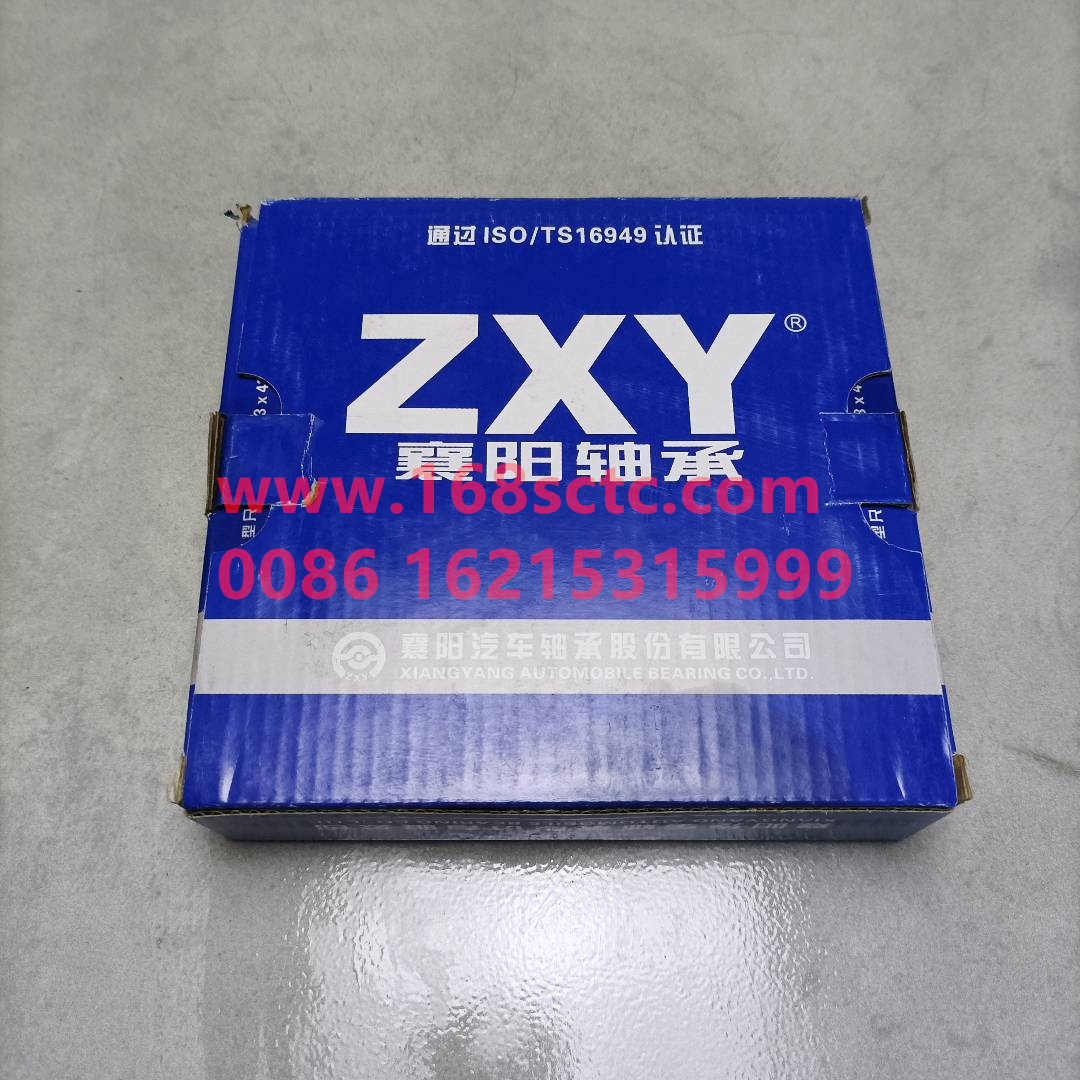 通过 ISO/TS16949 认证
ZXY®
襄阳轴承
www.168sctc.com
0086 16215315999
襄阳汽车轴承股份有限公司
ZXY
XIANGYANG AUTOMOBILE BEARING CO.,LTD.